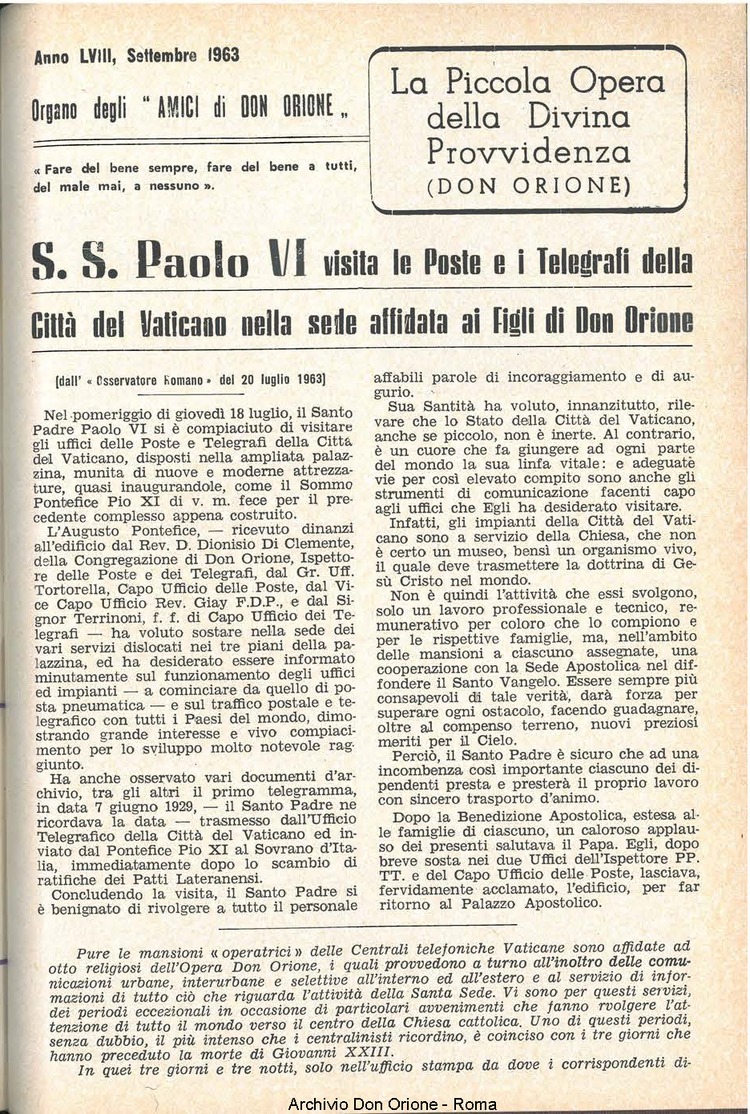 Anno LVIII, Settembre 1963
Organo degli " AMICI di DON ORIONE „
« Fare del bene sempre, fare del bene a tutti,
del male mai, a nessuno ».
La Piccola Opera
della Divina
Provvidenza
(DON ORIONE)
S. S. Paolo VI visita le Poste e i Telegrafi della
Città del Vaticano nella sede affidata ai Figli di Don Orione
(dall' « Osservatore Romano » del 20 luglio 1963)
Nel pomeriggio di giovedì 18 luglio, il Santo
Padre Paolo VI si è compiaciuto di visitare
gli uffici delle Poste e Telegrafi della Città
del Vaticano, disposti nella ampliata palaz-
zina, munita di nuove e moderne attrezza-
ture, quasi inaugurandole, come il Sommo
Pontefice Pio XI di v. m. fece per il pre-
cedente complesso appena costruito.
L'Augusto Pontefice, — ricevuto dinanzi
all'edificio dal Rev. D. Dionisio Di Clemente,
della Congregazione di Don Orione, Ispetto-
re delle Poste e dei Telegrafi, dal Gr. Uff.
Tortorella, Capo Ufficio delle Poste, dal Vi-
ce Capo Ufficio Rev. Giay F.D.P., e dal Si-
gnor Terrinoni, f. f. di Capo Ufficio dei Te-
legrafi — ha voluto sostare nella sede dei
vari servizi dislocati nei tre piani della pa-
lazzina, ed ha desiderato essere informato
minutamente sul funzionamento degli uffici
ed impianti — a cominciare da quello di po-
sta pneumatica — e sul traffico postale e te-
legrafico con tutti i Paesi del mondo, dimo-
strando grande interesse e vivo compiaci-
mento per lo sviluppo molto notevole rag-
giunto.
Ha anche osservato vari documenti d'ar-
chivio, tra gli altri il primo telegramma,
in data 7 giugno 1929, — il Santo Padre ne
ricordava la data — trasmesso dall'Ufficio
Telegrafico della Città del Vaticano ed in-
viato dal Pontefice Pio XI al Sovrano d'Ita-
lia, immediatamente dopo lo scambio di
ratifiche dei Patti Lateranensi.
Concludendo la visita, il Santo Padre si
è benignato di rivolgere a tutto il personale
affabili parole di incoraggiamento e di au-
gurio.
Sua Santità ha voluto, innanzitutto, rile-
vare che lo Stato della Città del Vaticano,
anche se piccolo, non è inerte. Al contrario,
è un cuore che fa giungere ad ogni parte
del mondo la sua linfa vitale: e adeguate
vie per così elevato compito sono anche gli
strumenti di comunicazione facenti capo
agli uffici che Egli ha desiderato visitare.
Infatti, gli impianti della Città del Vati-
cano sono a servizio della Chiesa, che non
è certo un museo, bensì un organismo vivo,
il quale deve trasmettere la dottrina di Ge-
sù Cristo nel mondo.
Non è quindi l'attività che essi svolgono,
solo un lavoro professionale e tecnico, re-
munerativo per coloro che lo compiono e
per le rispettive famiglie, ma, nell'ambito
delle mansioni a ciascuno assegnate, una
cooperazione con la Sede Apostolica nel dif-
fondere il Santo Vangelo. Essere sempre più
consapevoli di tale verità, darà forza per
superare ogni ostacolo, facendo guadagnare,
oltre al compenso terreno, nuovi preziosi
meriti per il Cielo.
Perciò, il Santo Padre è sicuro che ad una
incombenza così importante ciascuno dei di-
pendenti presta e presterà il proprio lavoro
con sincero trasporto d'animo.
Dopo la Benedizione Apostolica, estesa al-
le famiglie di ciascuno, un caloroso applau-
so dei presenti salutava il Papa. Egli, dopo
breve sosta nei due Uffici dell'Ispettore PP.
TT. e del Capo Ufficio delle Poste, lasciava,
fervidamente acclamato, l'edificio, per far
ritorno al Palazzo Apostolico.
Pure le mansioni « operatrici » delle Centrali telefoniche Vaticane sono affidate ad
otto religiosi dell'Opera Don Orione, i quali provvedono a turno all'inoltro delle comu-
nicazioni urbane, interurbane e selettive all'interno ed all'estero e al servizio di infor-
mazioni di tutto ciò che riguarda l'attività della Santa Sede. Vi sono per questi servizi,
dei periodi eccezionali in occasione di particolari avvenimenti che fanno rvolgere l'at-
tenzione di tutto il mondo verso il centro della Chiesa cattolica. Uno di questi periodi,
senza dubbio, il più intenso che i centralinisti ricordino, è coinciso con i tre giorni che
hanno preceduto la morte di Giovanni XXIII.
In quei tre giorni e tre notti, solo nell'ufficio stampa da dove i corrispondenti di-
Archivio Don Orione - Roma